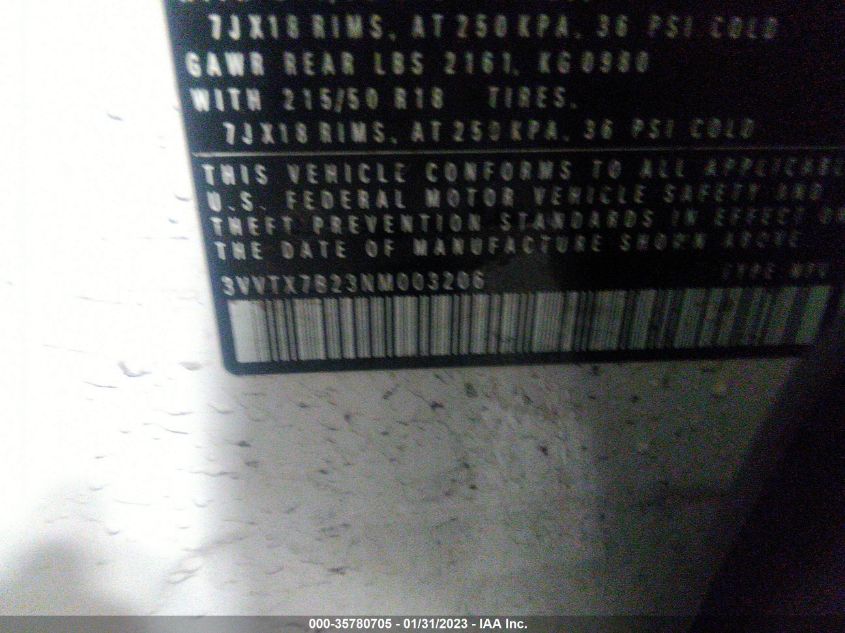 7JX18 RIMS, AT 250 KPA, 36 PSI COLD
GAWR REAR LBS 2161, KG 0980
WITH 215/50 R18 TIRES,
7JX18 RIMS, AT 250 KPA, 36 PSI COLD
THIS VEHICLE CONFORMS TO ALL
U.S. FEDERAL MOTOR VEHICLE SAFETY AND
THEFT PREVENTION STANDARDS IN EFFECT
THE DATE OF MANUFACTURE SHOWN ABOVE
3VVTX7B23NM003206
TYPE
000-35780705 - 01/31/2023 - IAA Inc.